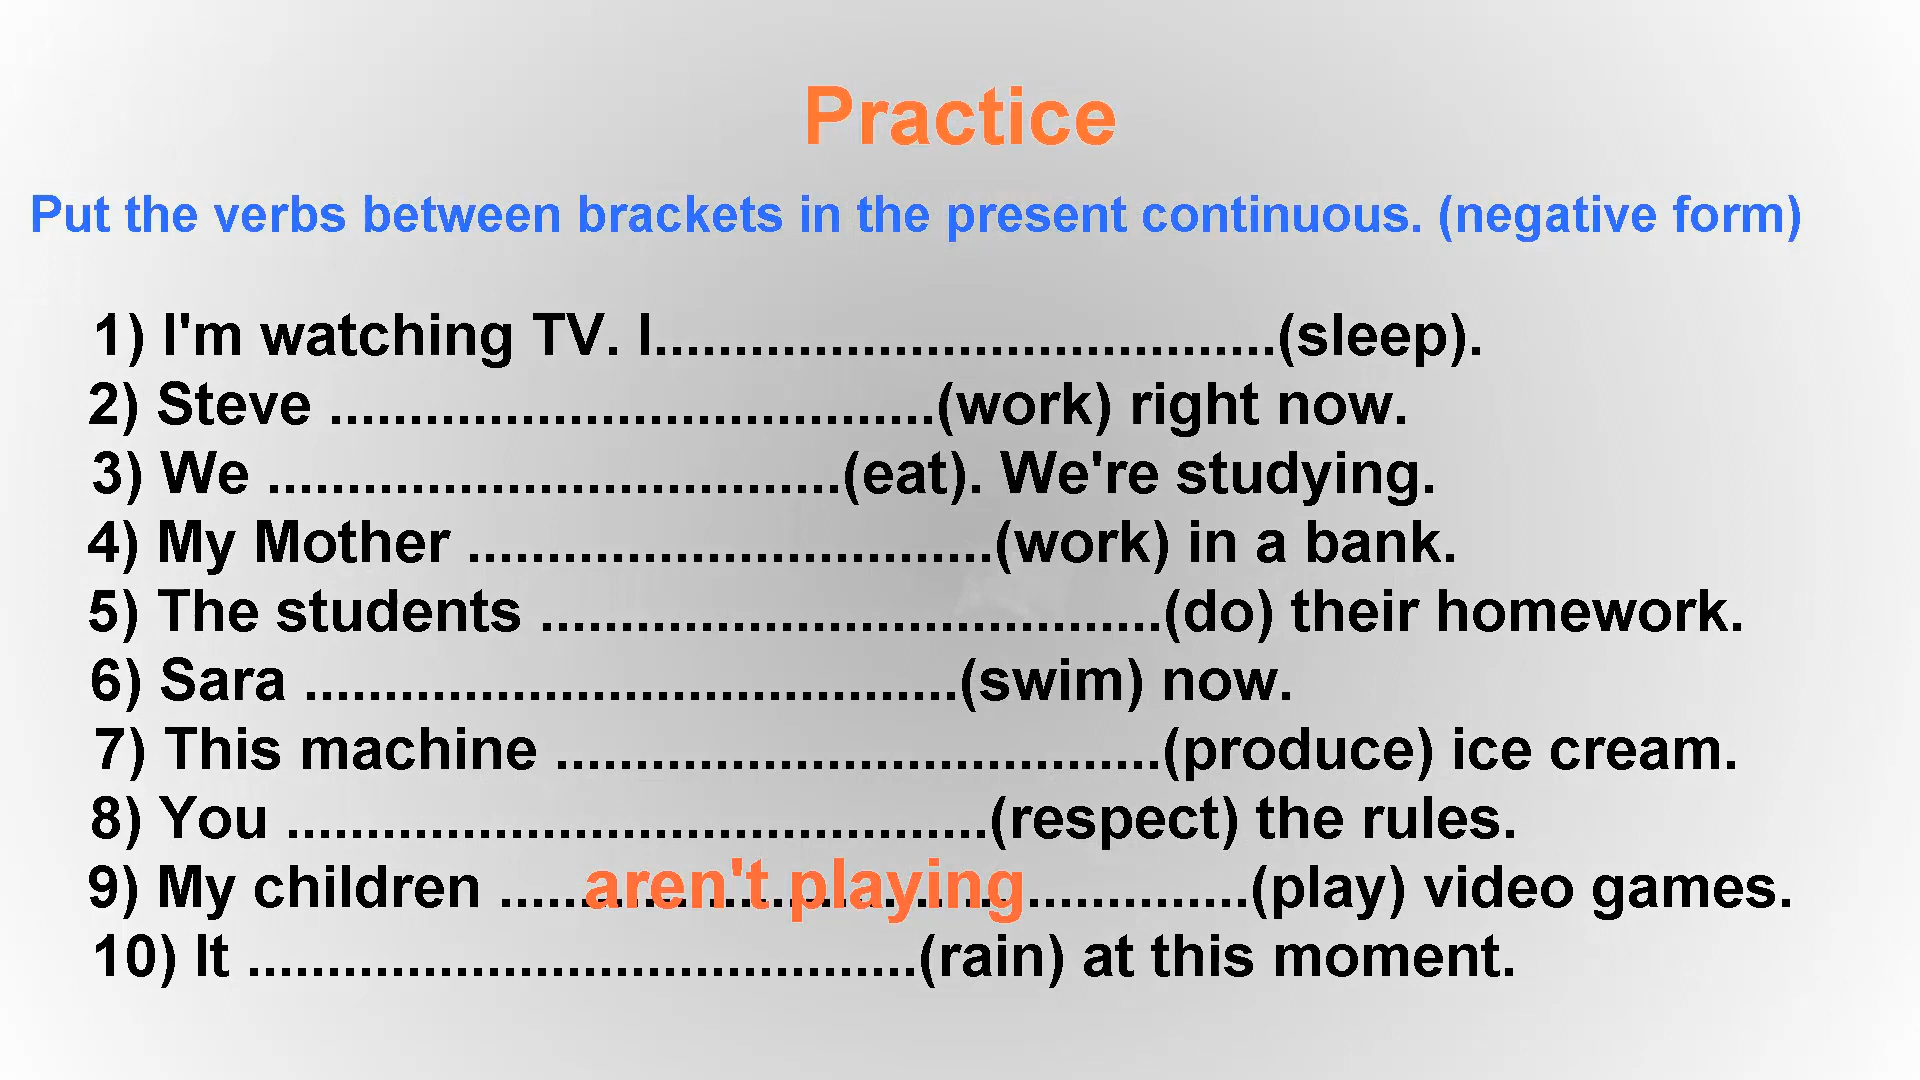 Practice
Put the verbs between brackets in the present continuous. (negative form)
1) I'm watching TV. I.......................................(sleep).
2) Steve ......................................(work) right now.
3) We ....................................(eat). We're studying.
4) My Mother .................................(work) in a bank.
5) The students .......................................(do) their homework.
6) Sara .........................................(swim) now.
7) This machine ......................................(produce) ice cream.
8) You ............................................(respect) the rules.
9) My children ......aren't playing..............(play) video games.
10) It ..........................................(rain) at this moment.